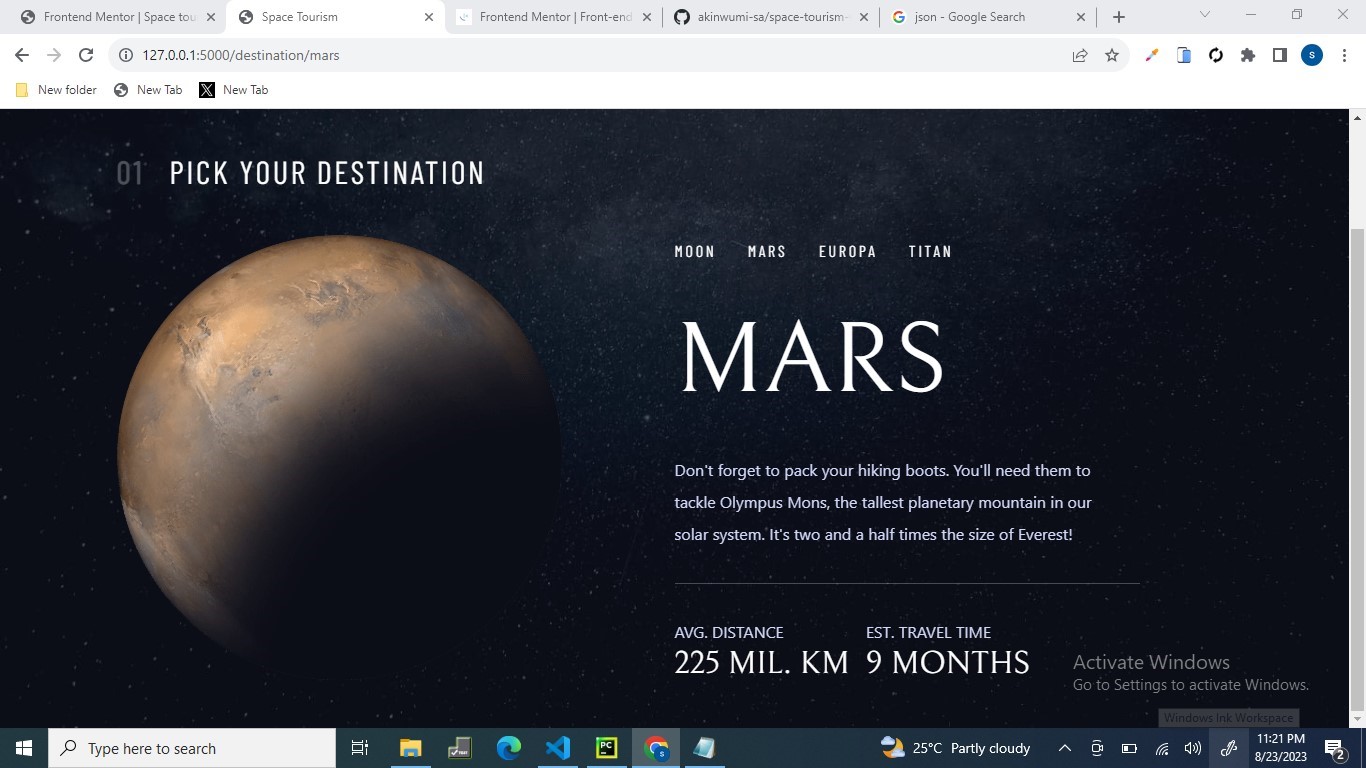 Frontend Mentor | Space tou
Space Tourism
Frontend Mentor | Front-end
akinwumi-sa/space-tourism-
json - Google Search
127.0.0.1:5000/destination/mars
S
New folder
New Tab
New Tab
01 PICK YOUR DESTINATION
MOON MARS EUROPA TITAN
MARS
Don't forget to pack your hiking boots. You'll need them to
tackle Olympus Mons, the tallest planetary mountain in our
solar system. It's two and a half times the size of Everest!
AVG. DISTANCE EST. TRAVEL TIME
225 MIL. KM 9 MONTHS
Activate Windows
Go to Settings to activate Windows.
Windows Ink Workspace
Type here to search
PC
S
25°C Partly cloudy
11:21 PM
8/23/2023
2